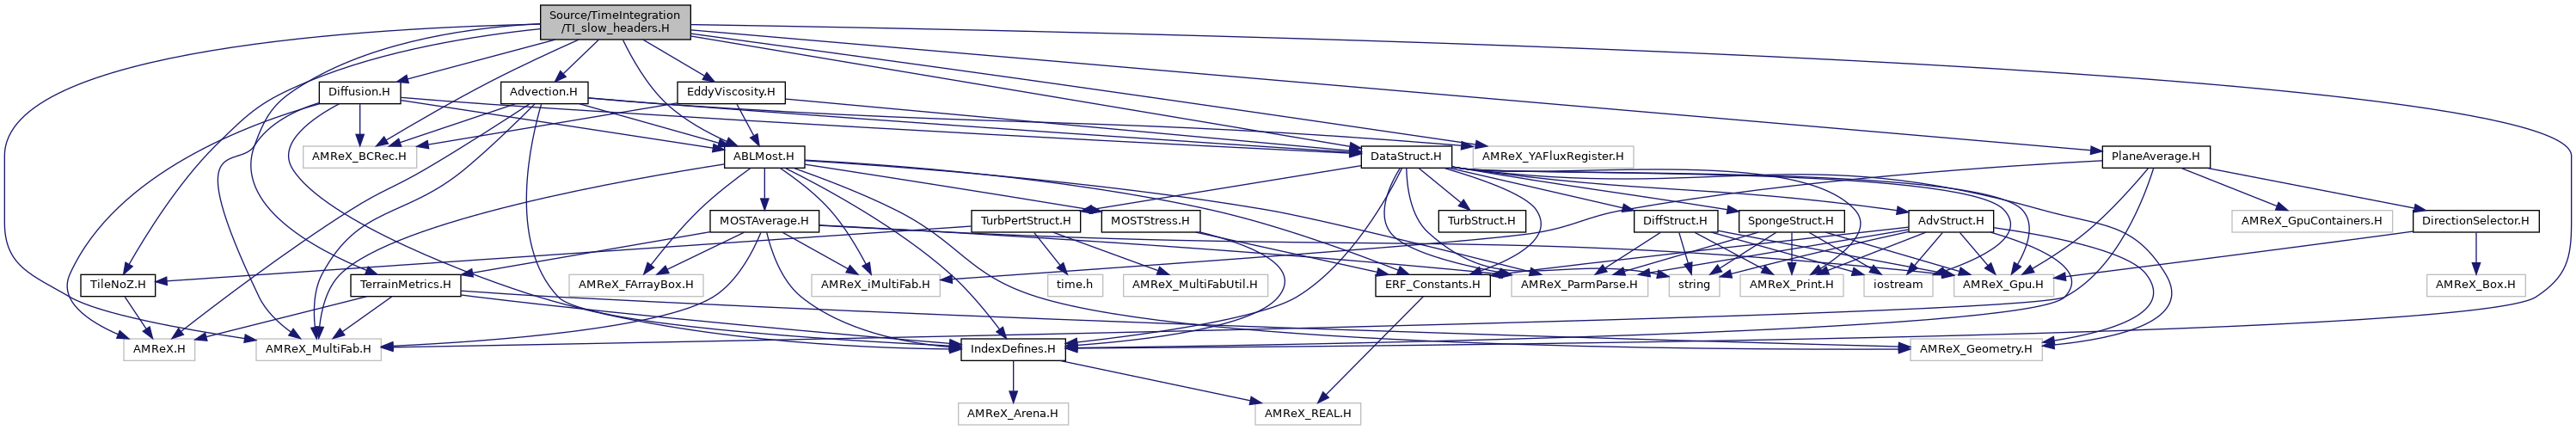 Source/TimeIntegration
/TI_slow_headers.H
Diffusion.H
Advection.H
EddyViscosity.H
AMReX_BCRec.H
ABLMost.H
DataStruct.H
AMReX_YAFluxRegister.H
PlaneAverage.H
MOSTAverage.H
TurbPertStruct.H
MOSTStress.H
TurbStruct.H
DiffStruct.H
SpongeStruct.H
AdvStruct.H
AMReX_GpuContainers.H
DirectionSelector.H
TileNoZ.H
TerrainMetrics.H
AMReX_FArrayBox.H
AMReX_iMultiFab.H
time.h
AMReX_MultiFabUtil.H
ERF_Constants.H
AMReX_ParmParse.H
string
AMReX_Print.H
iostream
AMReX_Gpu.H
AMReX_Box.H
AMReX.H
AMReX_MultiFab.H
IndexDefines.H
AMReX_Geometry.H
AMReX_Arena.H
AMReX_REAL.H